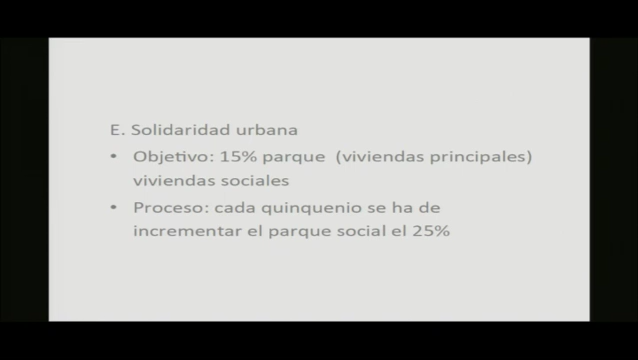 E. Solidaridad urbana
• Objetivo: 15% parque (viviendas principales)
viviendas sociales
• Proceso: cada quinquenio se ha de
incrementar el parque social el 25%